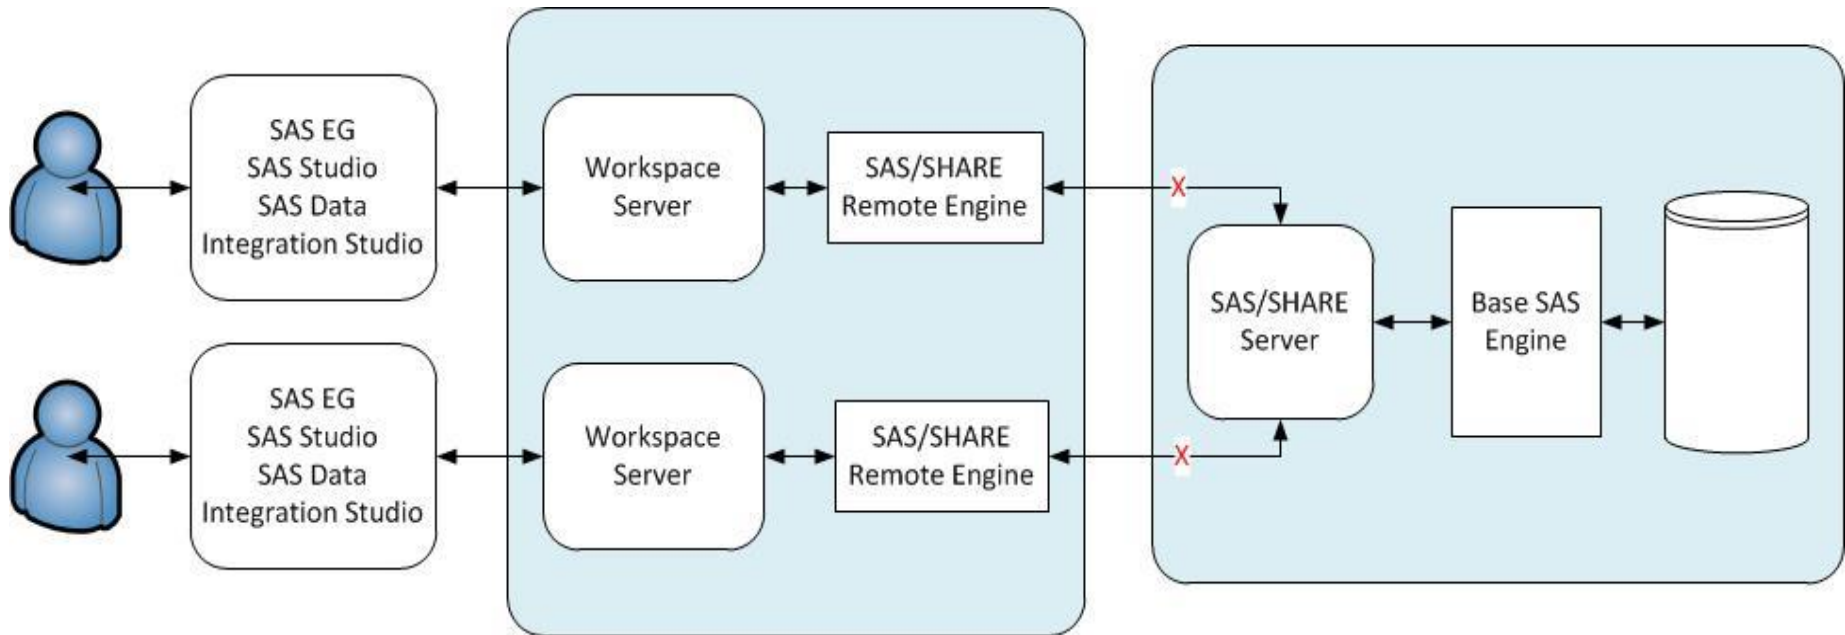 SAS EG
SAS Studio
SAS Data
Integration Studio
Workspace
Server
SAS/SHARE
Remote Engine
X
SAS EG
SAS Studio
SAS Data
Integration Studio
Workspace
Server
SAS/SHARE
Remote Engine
X
SAS/SHARE
Server
Base SAS
Engine